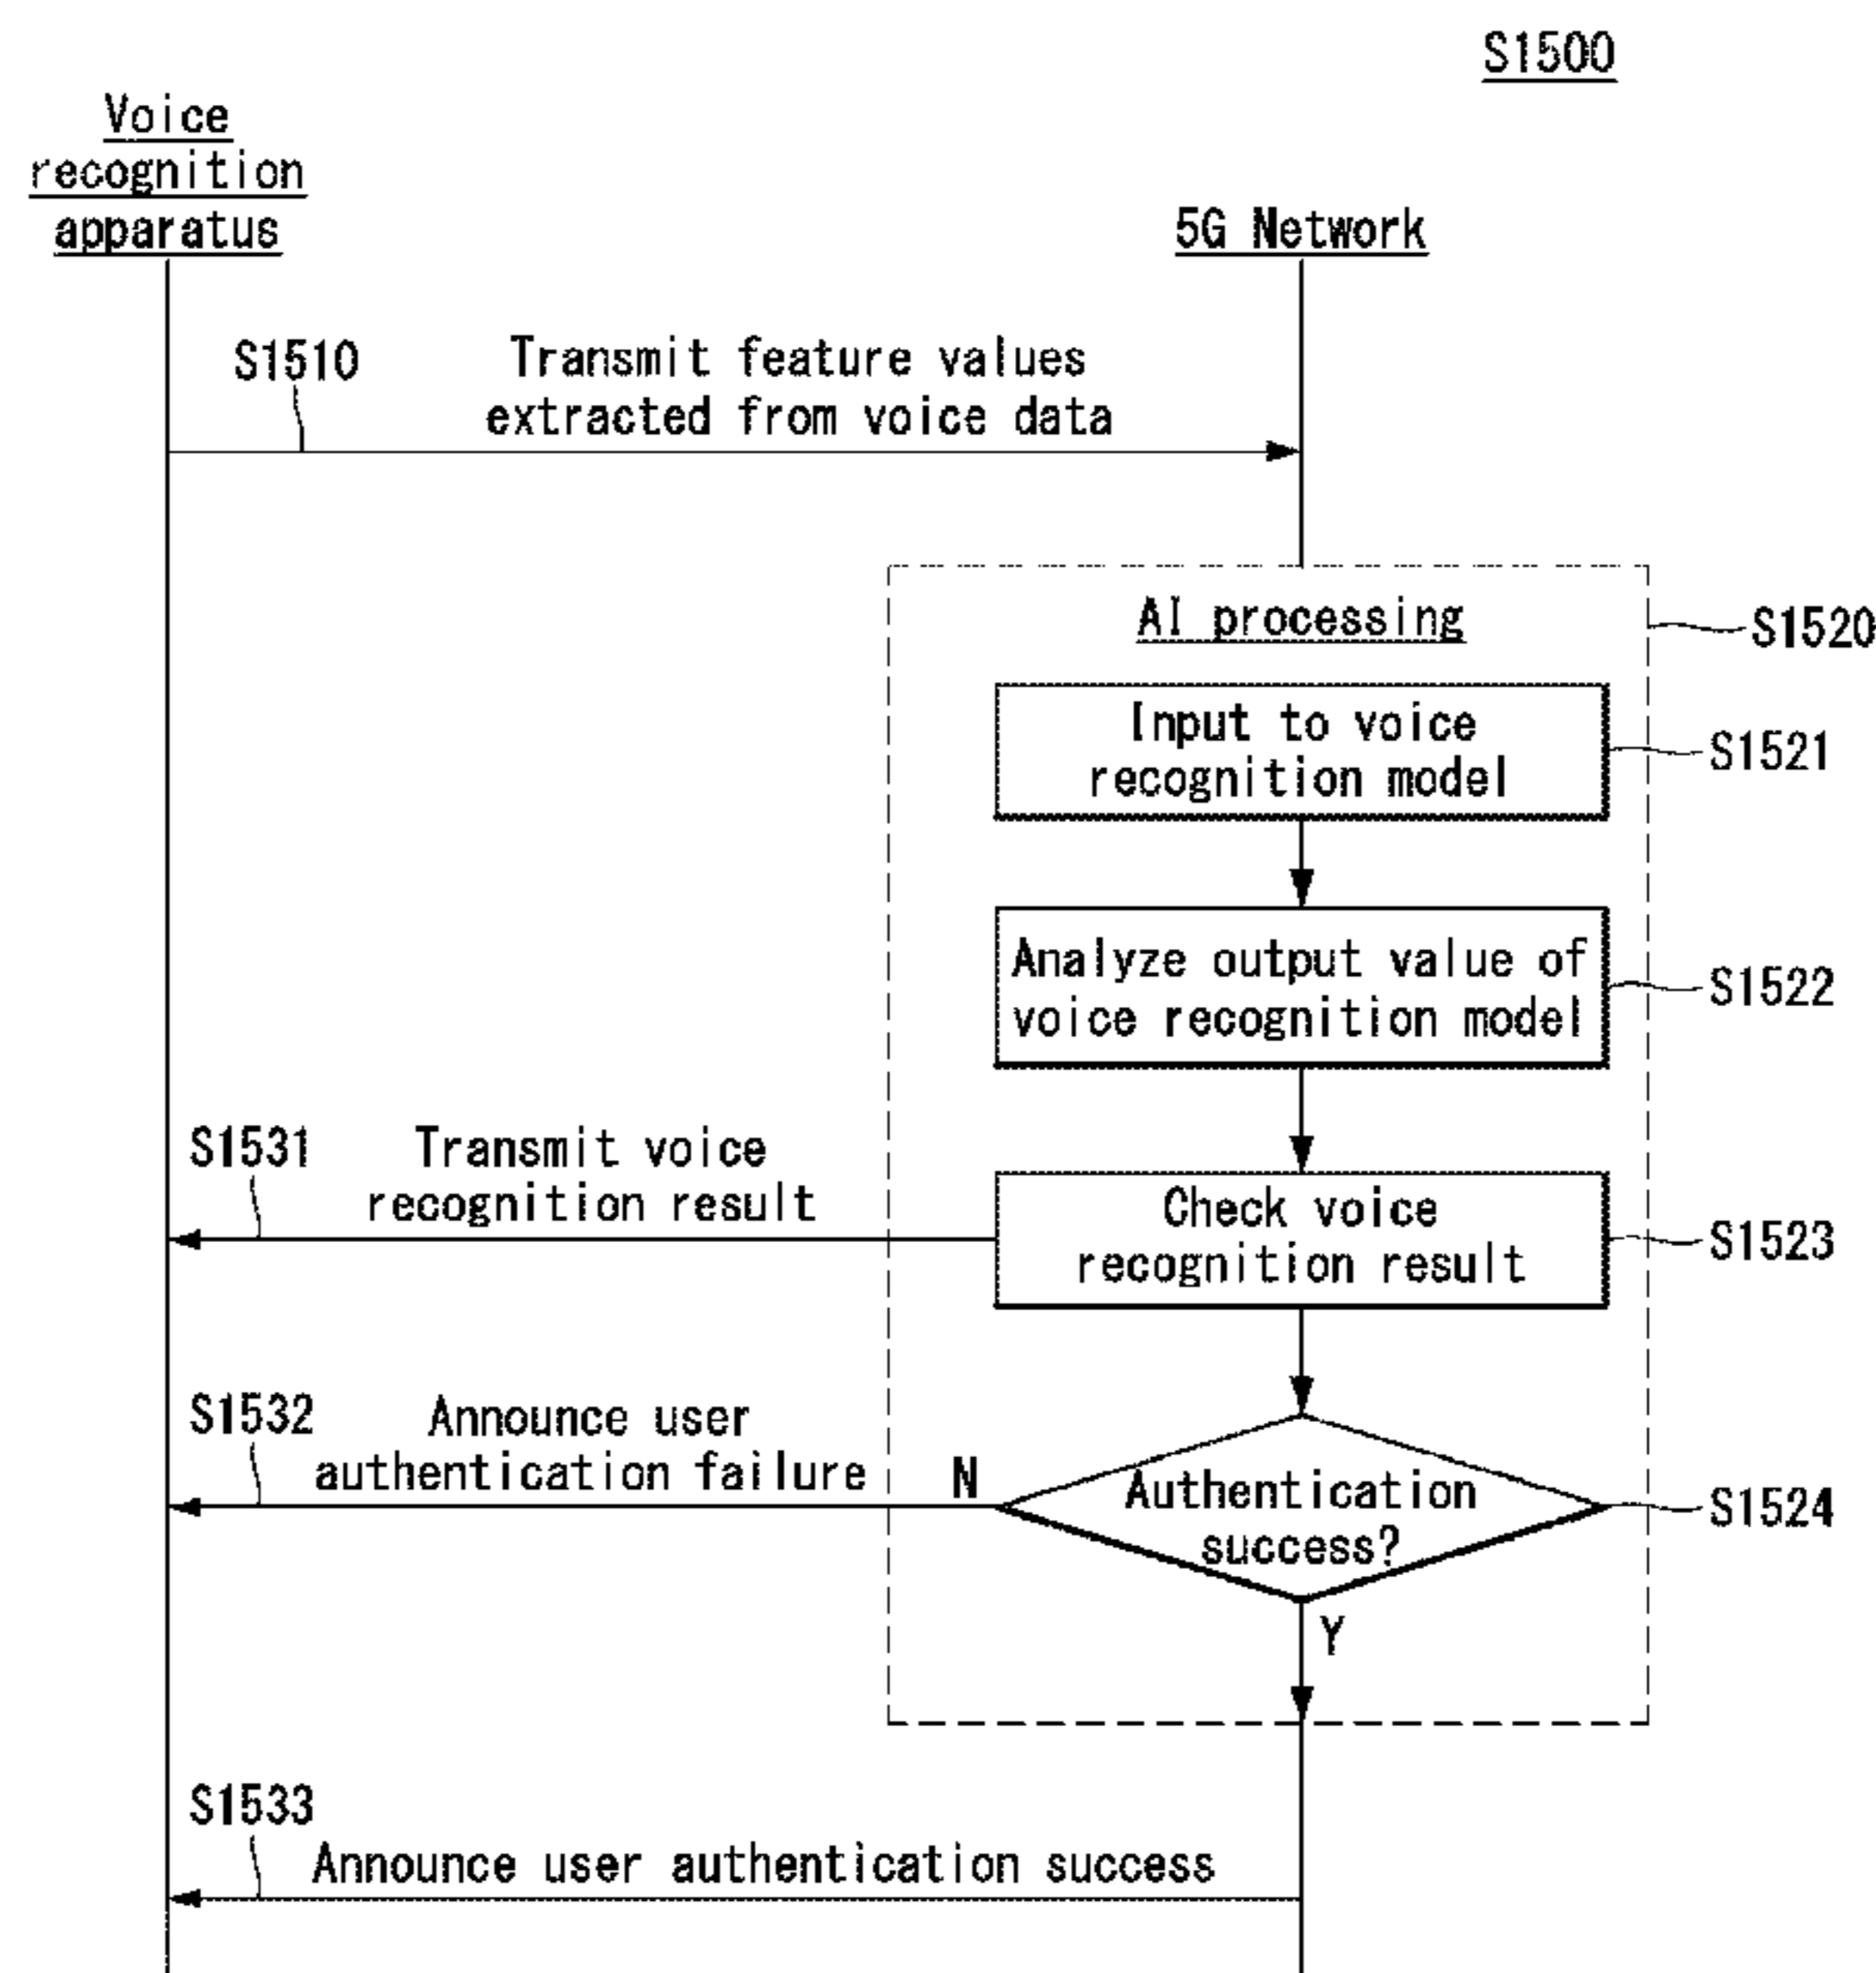 S1500
Voice
recognition
apparatus
5G Network
S1510
Transmit feature values
extracted from voice data
AI processing
S1520
Input to voice
recognition model
S1521
Analyze output value of
voice recognition model
S1522
S1531
Transmit voice
recognition result
Check voice
recognition result
S1523
S1532
Announce user
authentication failure
N
Authentication
success?
S1524
Y
S1533
Announce user authentication success